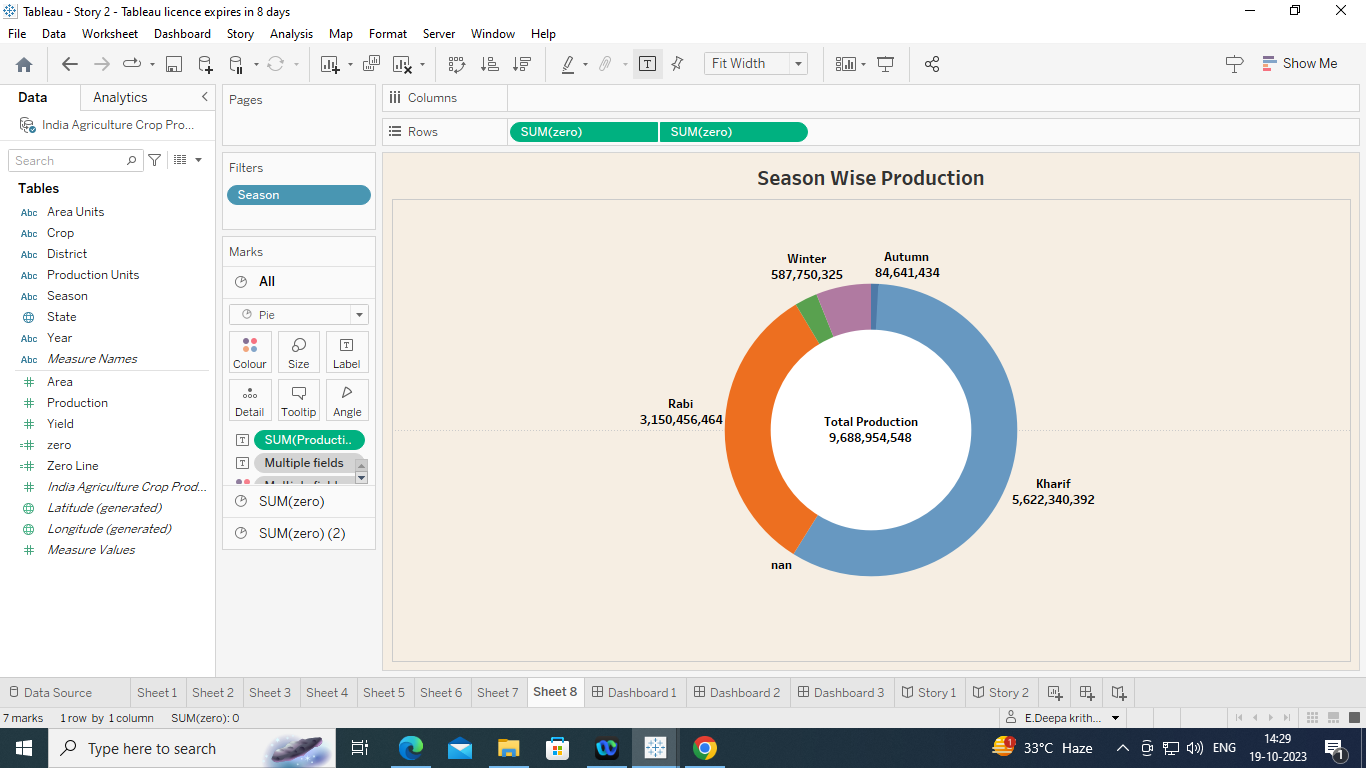 Tableau - Story 2 - Tableau licence expires in 8 days
File Data Worksheet Dashboard Story Analysis Map Format Server Window Help
Fit Width
Show Me
Data Analytics
India Agriculture Crop Pro...
Search
Tables
Abc Area Units
Abc Crop
Abc District
Abc Production Units
Abc Season
State
Abc Year
Abc Measure Names
Area
Production
Yield
zero
Zero Line
India Agriculture Crop Prod...
Latitude (generated)
Longitude (generated)
Measure Values
Pages
Filters
Season
Marks
All
Pie
Colour Size Label
Detail Tooltip Angle
SUM(Producti..
Multiple fields
SUM(zero)
SUM(zero) (2)
Columns
Rows SUM(zero) SUM(zero)
Season Wise Production
Winter
587,750,325
Autumn
84,641,434
Rabi
3,150,456,464
Total Production
9,688,954,548
Kharif
5,622,340,392
nan
Data Source Sheet 1 Sheet 2 Sheet 3 Sheet 4 Sheet 5 Sheet 6 Sheet 7 Sheet 8 Dashboard 1 Dashboard 2 Dashboard 3 Story 1 Story 2
7 marks 1 row by 1 column SUM(zero): 0
E.Deepa krith...
Type here to search
1 33°C Haze
ENG
14:29
19-10-2023
1